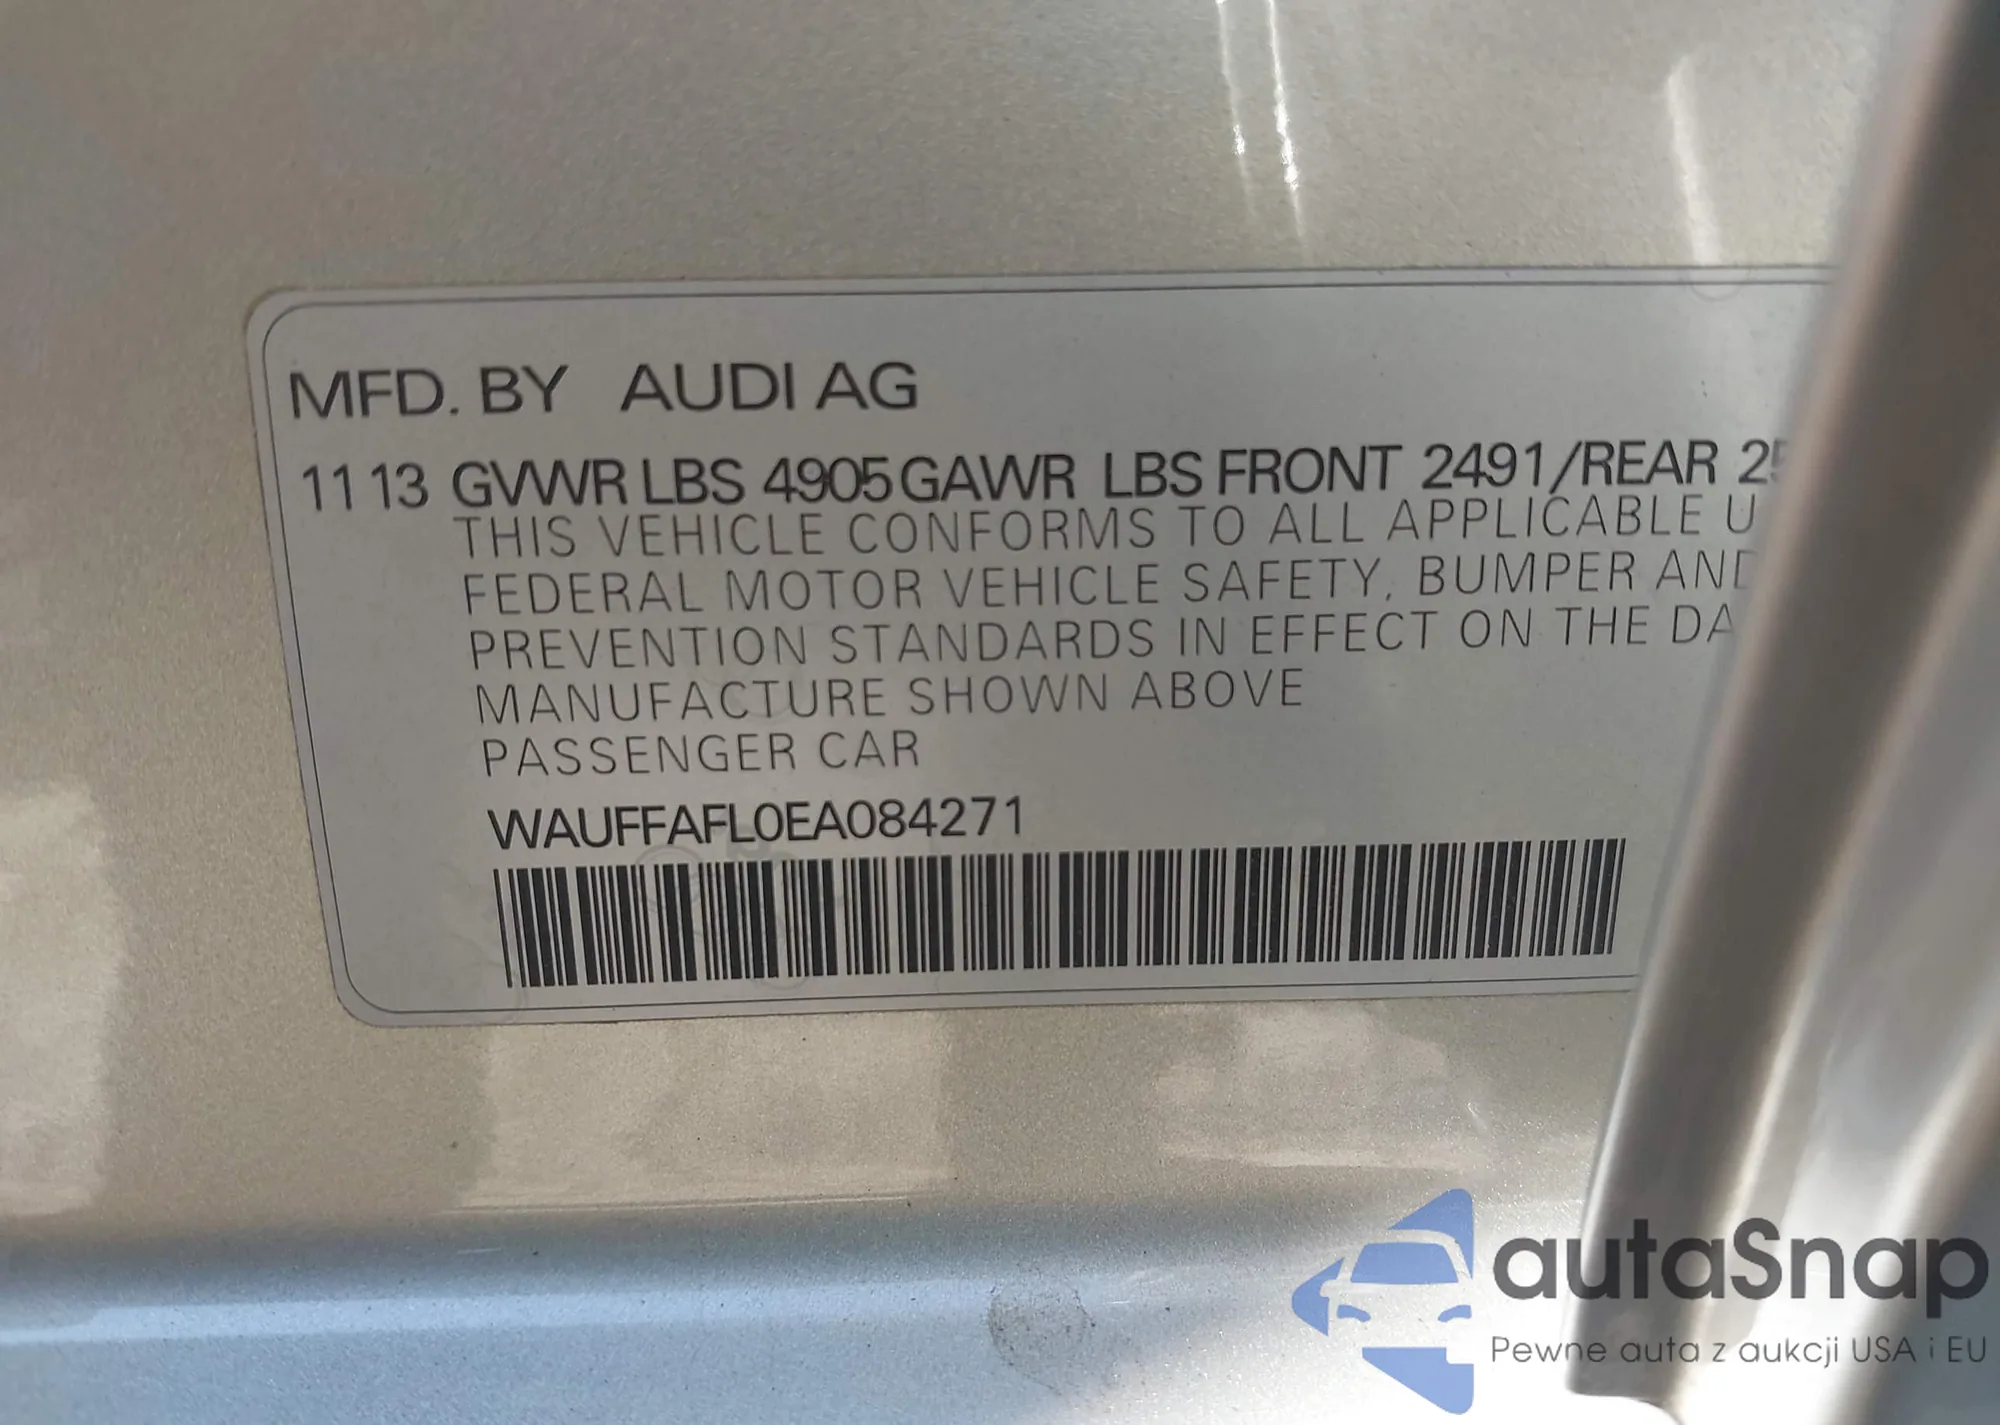 MFD. BY AUDI AG
11 13 GVWR LBS 4905 GAWR LBS FRONT 2491/REAR
THIS VEHICLE CONFORMS TO ALL APPLICABLE
FEDERAL MOTOR VEHICLE SAFETY, BUMPER AND
PREVENTION STANDARDS IN EFFECT ON THE
MANUFACTURE SHOWN ABOVE
PASSENGER CAR
WAUFFAFL0EA084271
autaSnap
Pewne auta z aukcji USA i EU